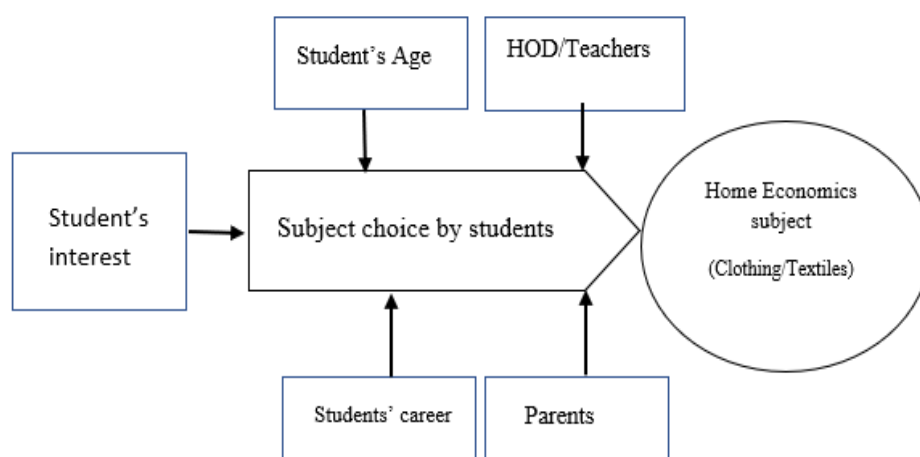 Student's Age
HOD/Teachers
Student's
interest
Subject choice by students
Home Economics
subject
(Clothing/Textiles)
Students' career
Parents